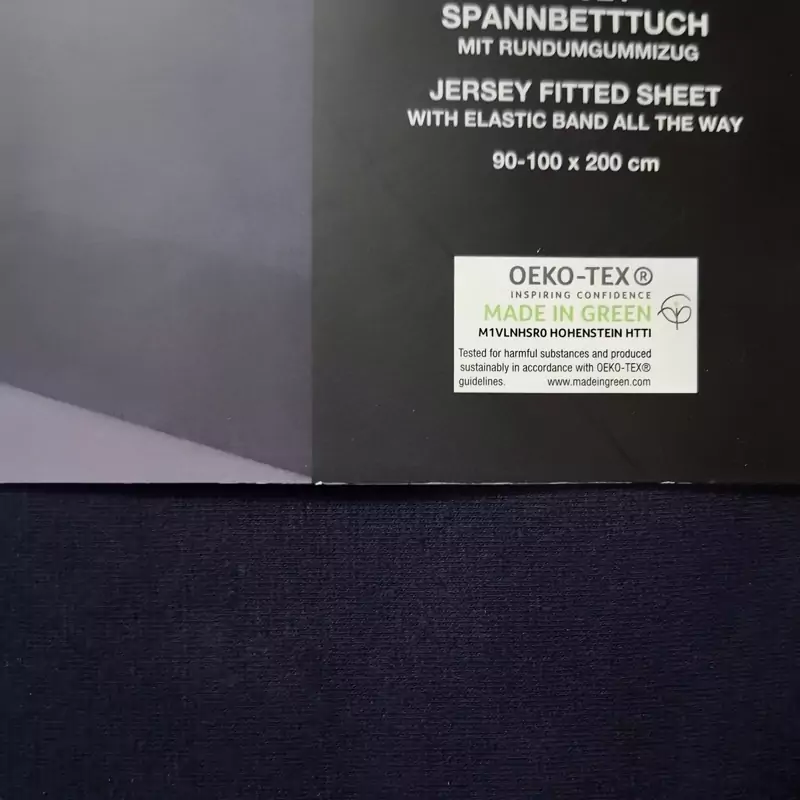 SPANNBETTTUCH
MIT RUNDUMGUMMIZUG
JERSEY FITTED SHEET
WITH ELASTIC BAND ALL THE WAY
90-100 x 200 cm
OEKO-TEX®
INSPIRING CONFIDENCE
MADE IN GREEN
M1VLNHSR0 HOHENSTEIN HTTI
Tested for harmful substances and produced
sustainably in accordance with OEKO-TEX®
guidelines. www.madeingreen.com